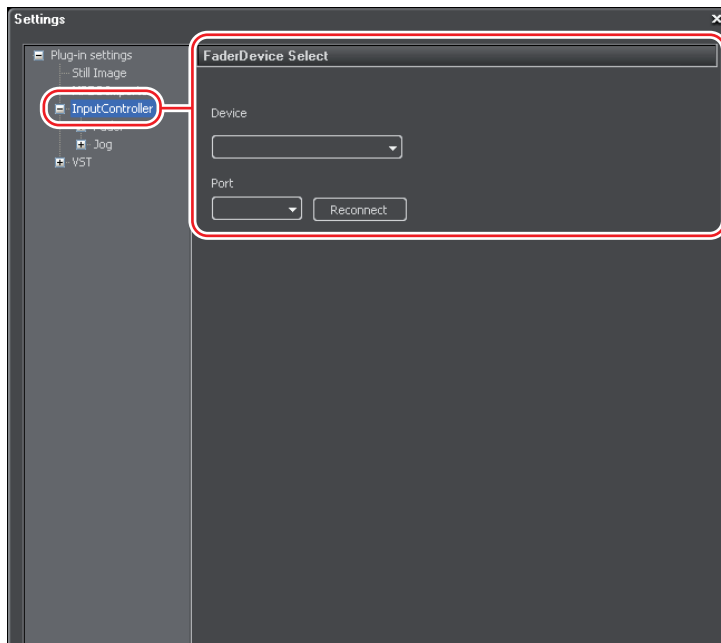 Settings
Plug-in settings
Still Image
InputController
Jog
VST
FaderDevice Select
Device
Port
Reconnect